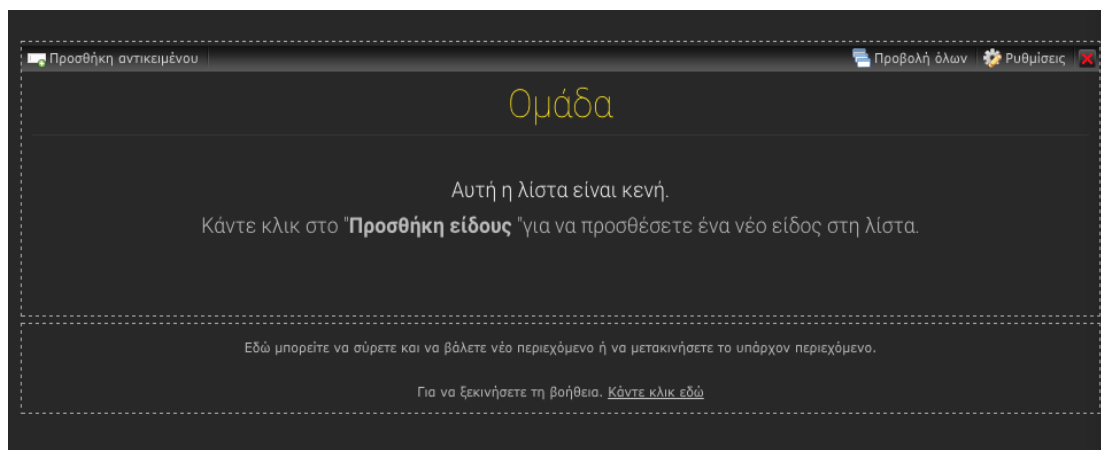 Προσθήκη αντικειμένου Προβολή όλων Ρυθμίσεις
Ομάδα
Αυτή η λίστα είναι κενή.
Κάντε κλικ στο "Προσθήκη είδους "για να προσθέσετε ένα νέο είδος στη λίστα.
Εδώ μπορείτε να σύρετε και να βάλετε νέο περιεχόμενο ή να μετακινήσετε το υπάρχον περιεχόμενο.
Για να ξεκινήσετε τη βοήθεια. Κάντε κλικ εδώ